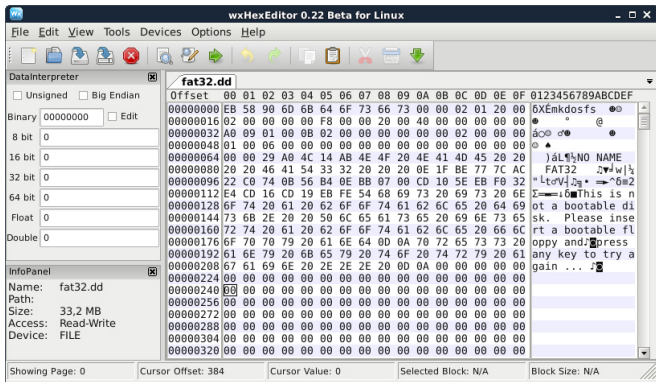 wxHexEditor 0.22 Beta for Linux
File Edit View Tools Devices Options Help
DataInterpreter
Unsigned Big Endian
Binary 00000000 Edit
8 bit 0
16 bit 0
32 bit 0
64 bit 0
Float 0
Double 0
InfoPanel
Name: fat32.dd
Path:
Size: 33,2 MB
Access: Read-Write
Device: FILE
fat32.dd
Offset 00 01 02 03 04 05 06 07 08 09 0A 0B 0C 0D 0E 0F 0123456789ABCDEF
00000000 EB 58 90 6D 6B 64 6F 73 66 73 00 00 02 01 20 00 δXÉmkdosfs ☻☺
00000016 02 00 00 00 00 F8 00 00 20 00 40 00 00 00 00 00 ☻ ° @
00000032 A0 09 01 00 0B 02 00 00 00 00 00 00 02 00 00 00 á○☺ ♂☻ ☻
00000048 01 00 06 00 00 00 00 00 00 00 00 00 00 00 00 00 ☺ ♠
00000064 00 00 29 A0 4C 14 AB 4E 4F 20 4E 41 4D 45 20 20 )áL¶½NO NAME
00000080 20 20 46 41 54 33 32 20 20 20 0E 1F BE 77 7C AC FAT32 ♫▼╛w|¼
00000096 22 C0 74 0B 56 B4 0E BB 07 00 CD 10 5E EB F0 32 "└t♂V┤♫╗• ═►^δ≡2
00000112 E4 CD 16 CD 19 EB FE 54 68 69 73 20 69 73 20 6E Σ═▬═↓δ■This is n
00000128 6F 74 20 61 20 62 6F 6F 74 61 62 6C 65 20 64 69 ot a bootable di
00000144 73 6B 2E 20 20 50 6C 65 61 73 65 20 69 6E 73 65 sk.  Please inse
00000160 72 74 20 61 20 62 6F 6F 74 61 62 6C 65 20 66 6C rt a bootable fl
00000176 6F 70 70 79 20 61 6E 64 0D 0A 70 72 65 73 73 20 oppy and♪◙press
00000192 61 6E 79 20 6B 65 79 20 74 6F 20 74 72 79 20 61 any key to try a
00000208 67 61 69 6E 20 2E 2E 2E 20 0D 0A 00 00 00 00 00 gain ... ♪◙
00000224 00 00 00 00 00 00 00 00 00 00 00 00 00 00 00 00
00000240 00 00 00 00 00 00 00 00 00 00 00 00 00 00 00 00
00000256 00 00 00 00 00 00 00 00 00 00 00 00 00 00 00 00
00000272 00 00 00 00 00 00 00 00 00 00 00 00 00 00 00 00
00000288 00 00 00 00 00 00 00 00 00 00 00 00 00 00 00 00
00000304 00 00 00 00 00 00 00 00 00 00 00 00 00 00 00 00
00000320 00 00 00 00 00 00 00 00 00 00 00 00 00 00 00 00
Showing Page: 0 Cursor Offset: 384 Cursor Value: 0 Selected Block: N/A Block Size: N/A